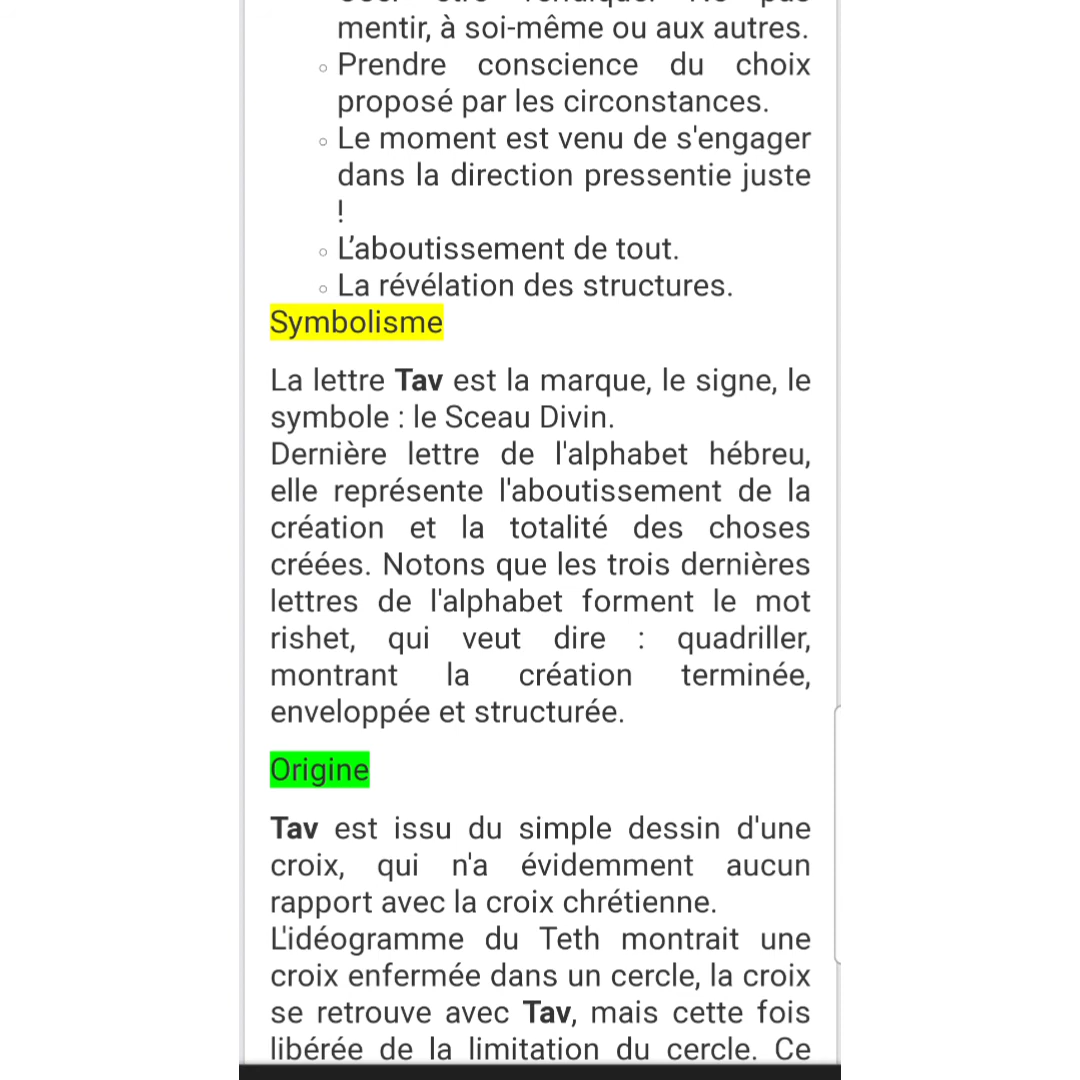 mentir, à soi-même ou aux autres.
◦ Prendre conscience du choix
proposé par les circonstances.
◦ Le moment est venu de s'engager
dans la direction pressentie juste
!
◦ L’aboutissement de tout.
◦ La révélation des structures.
Symbolisme
La lettre Tav est la marque, le signe, le
symbole : le Sceau Divin.
Dernière lettre de l'alphabet hébreu,
elle représente l'aboutissement de la
création et la totalité des choses
créées. Notons que les trois dernières
lettres de l'alphabet forment le mot
rishet, qui veut dire : quadriller,
montrant la création terminée,
enveloppée et structurée.
Origine
Tav est issu du simple dessin d'une
croix, qui n'a évidemment aucun
rapport avec la croix chrétienne.
L'idéogramme du Teth montrait une
croix enfermée dans un cercle, la croix
se retrouve avec Tav, mais cette fois
libérée de la limitation du cercle. Ce